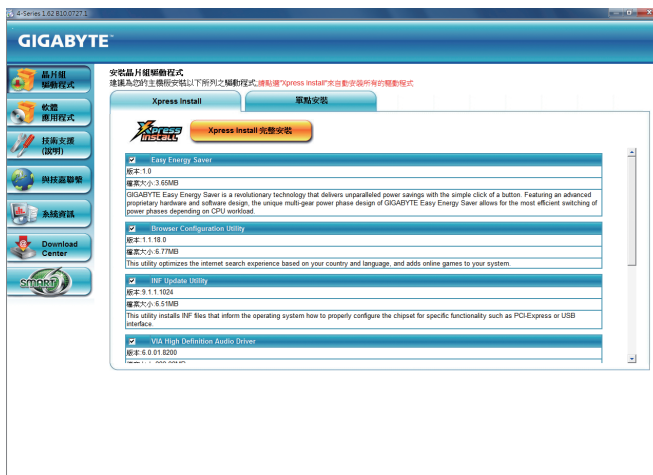 4-Series 1.62 B10.0727.1
GIGABYTE™
晶片組
驅動程式
軟體
應用程式
技術支援
(說明)
與技嘉聯繫
系統資訊
Download
Center
SMART 6
安裝晶片組驅動程式
建議為您的主機板安裝以下所列之驅動程式;請點選"Xpress Install"來自動安裝所有的驅動程式
Xpress Install
單點安裝
Xpress
INSTALL
Xpress Install 完整安裝
Easy Energy Saver
版本:1.0
檔案大小:3.65MB
GIGABYTE Easy Energy Saver is a revolutionary technology that delivers unparalleled power savings with the simple click of a button. Featuring an advanced
proprietary hardware and software design, the unique multi-gear power phase design of GIGABYTE Easy Energy Saver allows for the most efficient switching of
power phases depending on CPU workload.
Browser Configuration Utility
版本:1.1.18.0
檔案大小:6.77MB
This utility optimizes the internet search experience based on your country and language, and adds online games to your system.
INF Update Utility
版本:9.1.1.1024
檔案大小:6.51MB
This utility installs INF files that inform the operating system how to properly configure the chipset for specific functionality such as PCI-Express or USB
interface.
VIA High Definition Audio Driver
版本:6.0.01.8200